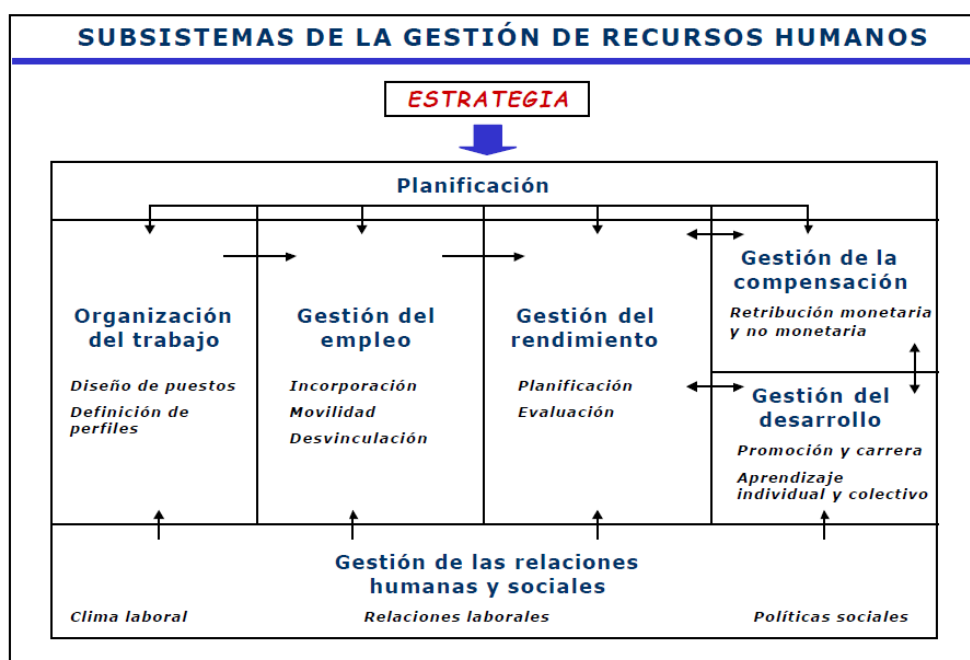 SUBSISTEMAS DE LA GESTIÓN DE RECURSOS HUMANOS
ESTRATEGIA
Planificación
Organización
del trabajo
Diseño de puestos
Definición de
perfiles
Gestión del
empleo
Incorporación
Movilidad
Desvinculación
Gestión del
rendimiento
Planificación
Evaluación
Gestión de la
compensación
Retribución monetaria
y no monetaria
Gestión del
desarrollo
Promoción y carrera
Aprendizaje
individual y colectivo
Gestión de las relaciones
humanas y sociales
Clima laboral
Relaciones laborales
Políticas sociales